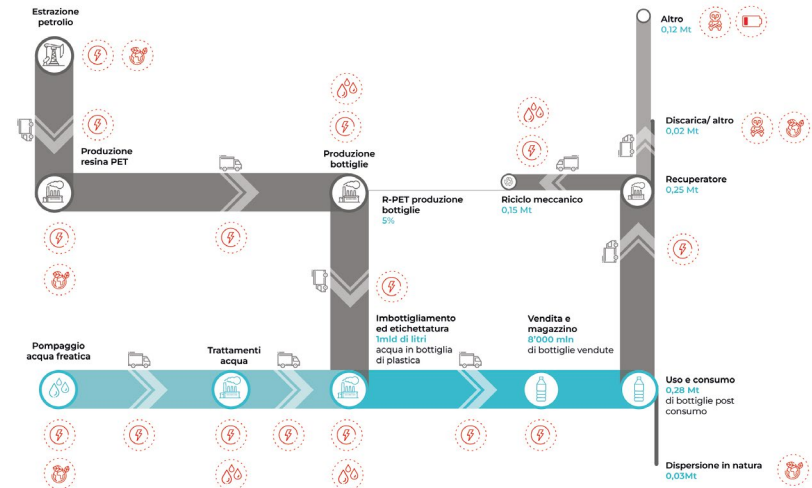 Estrazione
petrolio
Altro
0,12 Mt
Produzione
resina PET
Produzione
bottiglie
Discarica/ altro
0,02 Mt
R-PET produzione
bottiglie
5%
Riciclo meccanico
0,15 Mt
Recuperatore
0,25 Mt
Pompaggio
acqua freatica
Trattamenti
acqua
Imbottigliamento
ed etichettatura
1mld di litri
acqua in bottiglia
di plastica
Vendita e
magazzino
8'000 mln
di bottiglie vendute
Uso e consumo
0,28 Mt
di bottiglie post
consumo
Dispersione in natura
0,03Mt